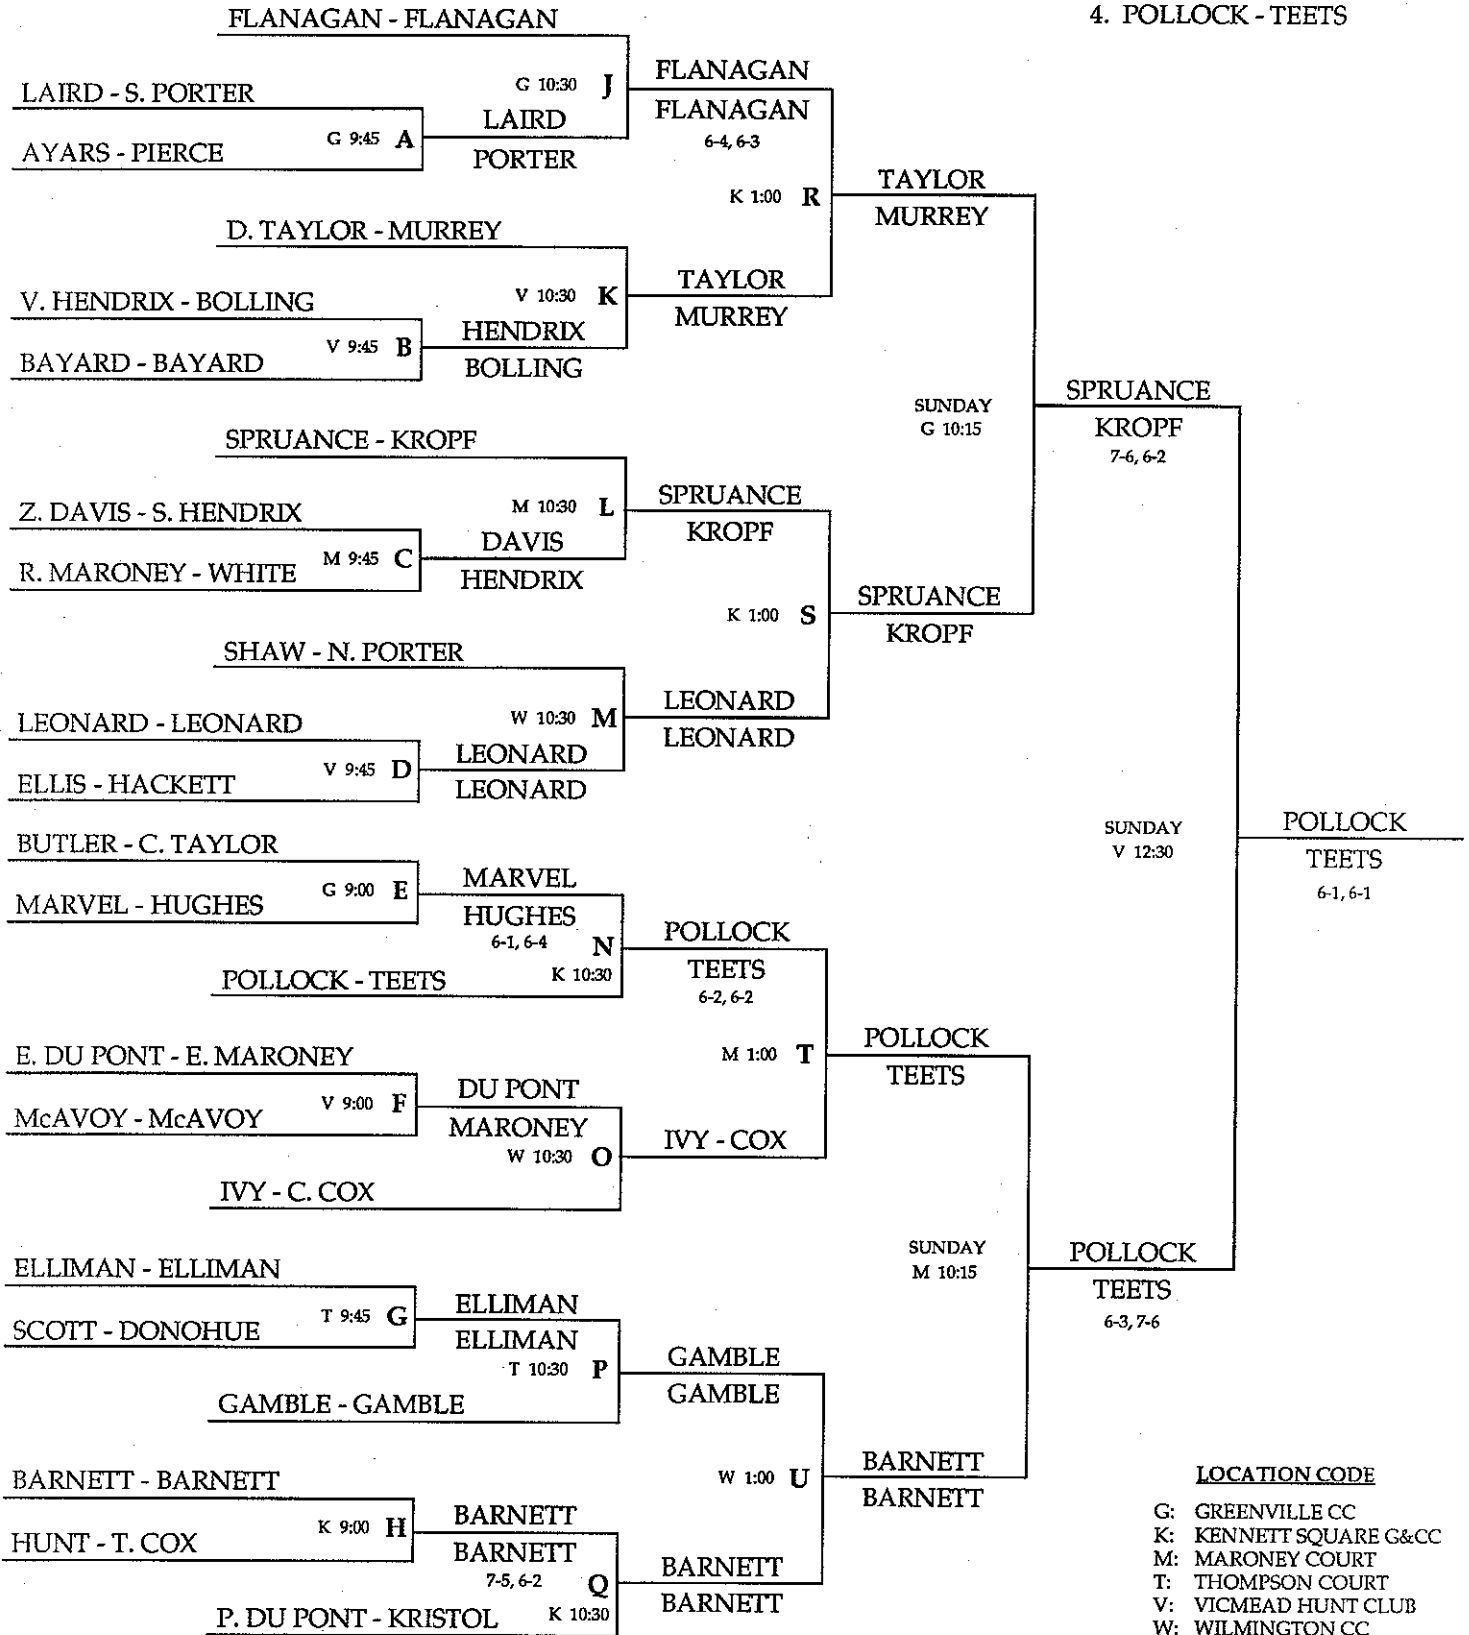 FLANAGAN - FLANAGAN
4. POLLOCK - TEETS
LAIRD - S. PORTER
G 9:45 A
AYARS - PIERCE
G 10:30 J
LAIRD
PORTER
FLANAGAN
FLANAGAN
6-4, 6-3
K 1:00 R
TAYLOR
MURREY
D. TAYLOR - MURREY
V. HENDRIX - BOLLING
V 9:45 B
BAYARD - BAYARD
V 10:30 K
HENDRIX
BOLLING
TAYLOR
MURREY
SUNDAY
G 10:15
SPRUANCE
KROPF
7-6, 6-2
SPRUANCE - KROPF
Z. DAVIS - S. HENDRIX
M 9:45 C
R. MARONEY - WHITE
M 10:30 L
DAVIS
HENDRIX
SPRUANCE
KROPF
K 1:00 S
SPRUANCE
KROPF
SHAW - N. PORTER
LEONARD - LEONARD
V 9:45 D
ELLIS - HACKETT
W 10:30 M
LEONARD
LEONARD
LEONARD
LEONARD
SUNDAY
V 12:30
POLLOCK
TEETS
6-1, 6-1
BUTLER - C. TAYLOR
G 9:00 E
MARVEL - HUGHES
MARVEL
HUGHES
6-1, 6-4
N
K 10:30
POLLOCK - TEETS
POLLOCK
TEETS
6-2, 6-2
M 1:00 T
POLLOCK
TEETS
E. DU PONT - E. MARONEY
V 9:00 F
McAVOY - McAVOY
DU PONT
MARONEY
W 10:30 O
IVY - C. COX
IVY - COX
SUNDAY
M 10:15
POLLOCK
TEETS
6-3, 7-6
ELLIMAN - ELLIMAN
T 9:45 G
SCOTT - DONOHUE
ELLIMAN
ELLIMAN
T 10:30 P
GAMBLE - GAMBLE
GAMBLE
GAMBLE
W 1:00 U
BARNETT
BARNETT
BARNETT - BARNETT
K 9:00 H
HUNT - T. COX
BARNETT
BARNETT
7-5, 6-2
Q
K 10:30
P. DU PONT - KRISTOL
BARNETT
BARNETT
LOCATION CODE
G: GREENVILLE CC
K: KENNETT SQUARE G&CC
M: MARONEY COURT
T: THOMPSON COURT
V: VICMEAD HUNT CLUB
W: WILMINGTON CC